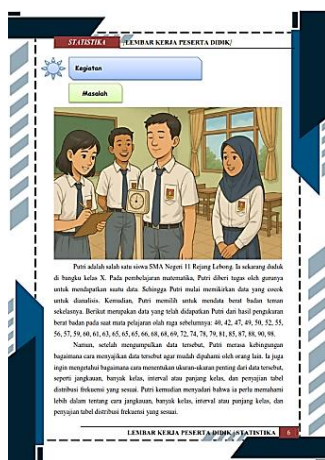 STATISTIKA [LEMBAR KERJA PESERTA DIDIK]
Kegiatan
Masalah
Putri adalah salah satu siswa SMA Negeri 11 Rejang Lebong. Ia sekarang duduk
di bangku kelas X. Pada pembelajaran matematika, Putri diberi tugas oleh gurunya
untuk mendapatkan suatu data. Sehingga Putri mulai memikirkan data yang cocok
untuk dianalisis. Kemudian, Putri memilih untuk mendata berat badan teman
sekelasnya. Berikut merupakan data yang telah didapatkan Putri dari hasil pengukuran
berat badan pada saat mata pelajaran olah raga sebelumnya: 40, 42, 47, 49, 50, 52, 55,
56, 57, 59, 60, 61, 63, 65, 65, 65, 66, 68, 68, 69, 72, 74, 78, 79, 81, 85, 87, 88, 90, 98.
Namun, setelah mengumpulkan data tersebut, Putri merasa kebingungan
bagaimana cara menyajikan data tersebut agar mudah dipahami oleh orang lain. Ia juga
ingin mengetahui bagaimana cara menentukan ukuran-ukuran penting dari data tersebut,
seperti jangkauan, banyak kelas, interval atau panjang kelas, dan penyajian tabel
distribusi frekuensi yang sesuai. Putri kemudian menyadari bahwa ia perlu memahami
lebih dalam tentang cara jangkauan, banyak kelas, interval atau panjang kelas, dan
penyajian tabel distribusi frekuensi yang sesuai.
LEMBAR KERJA PESERTA DIDIK STATISTIKA 6